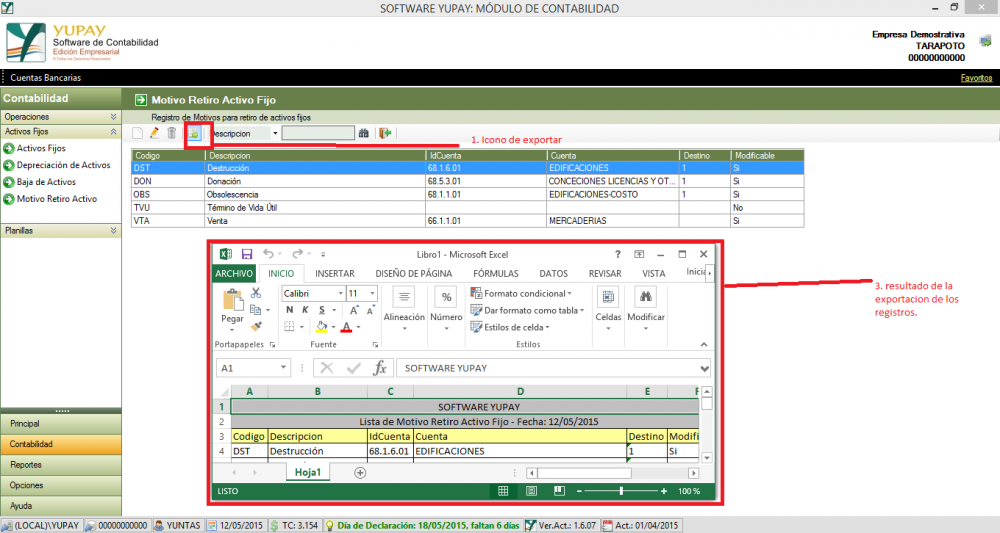 SOFTWARE YUPAY: MÓDULO DE CONTABILIDAD
YUPAY
Software de Contabilidad
Edición Empresarial
© Todos los Derechos Reservados
Empresa Demostrativa
TARAPOTO
00000000000
Cuentas Bancarias
Favoritos
Contabilidad
Motivo Retiro Activo Fijo
Operaciones
Registro de Motivos para retiro de activos fijos
Activos Fijos
Descripcion
1. Icono de exportar
Activos Fijos
Depreciación de Activos
Baja de Activos
Motivo Retiro Activo
Planillas
Codigo Descripcion IdCuenta Cuenta Destino Modificable
DST Destrucción 68.1.6.01 EDIFICACIONES 1 Si
DON Donación 68.5.3.01 CONCECIONES LICENCIAS Y OT... 1 Si
OBS Obsolescencia 68.1.1.01 EDIFICACIONES-COSTO 1 Si
TVU Término de Vida Útil No
VTA Venta 66.1.1.01 MERCADERIAS Si
Libro1 - Microsoft Excel
ARCHIVO INICIO INSERTAR DISEÑO DE PÁGINA FÓRMULAS DATOS REVISAR VISTA Inicia
Calibri 11
N K S
A A
A
Pegar
Alineación
%
Número
Formato condicional
Dar formato como tabla
Estilos de celda
Celdas
Modificar
Portapapeles Fuente Estilos
A1 fx SOFTWARE YUPAY
A B C D E F
1 SOFTWARE YUPAY
2 Lista de Motivo Retiro Activo Fijo - Fecha: 12/05/2015
3 Codigo Descripcion IdCuenta Cuenta Destino Modifi
4 DST Destrucción 68.1.6.01 EDIFICACIONES 1 Si
Hoja1
LISTO 100 %
3. resultado de la
exportacion de los
registros.
Principal
Contabilidad
Reportes
Opciones
Ayuda
(LOCAL)\YUPAY 00000000000 YUNTAS 12/05/2015 TC: 3.154 Día de Declaración: 18/05/2015, faltan 6 días Ver.Act.: 1.6.07 Act.: 01/04/2015